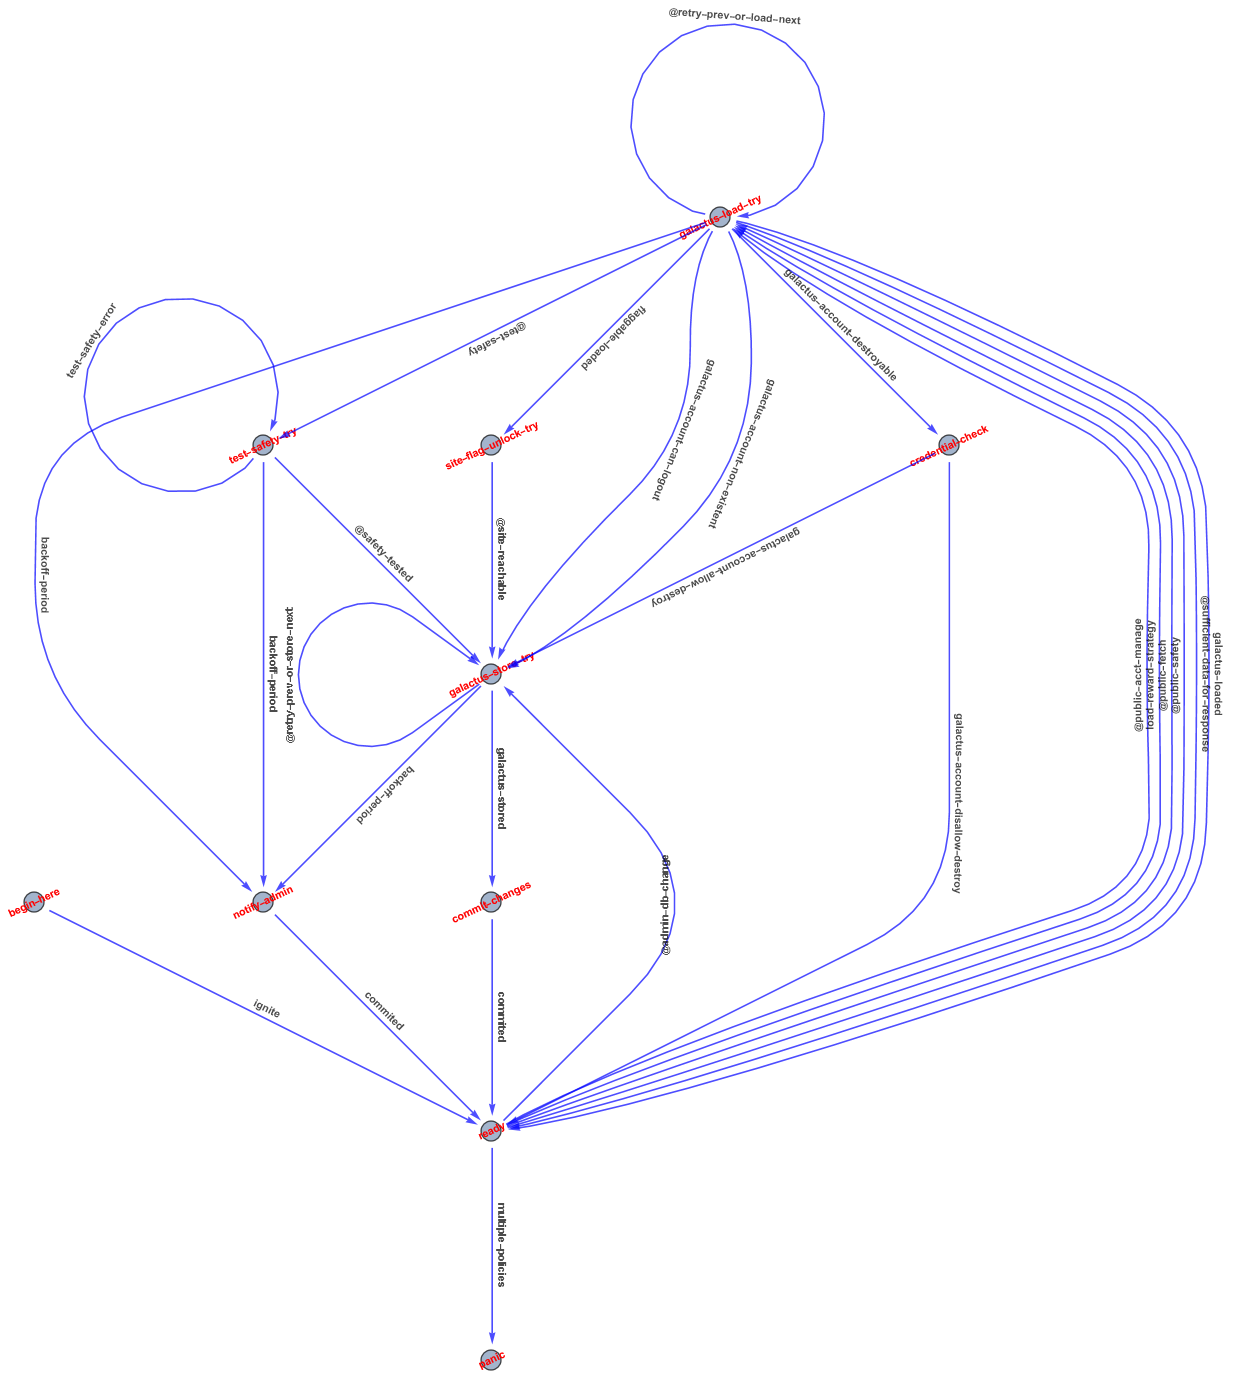 @retry-prev-or-load-next
galactus-load-try
galactus-account-destroyable
test-safety-error
@test-safety
flaggable-loaded
galactus-account-can-logout
galactus-account-non-existent
test-safety-try
site-flag-unlock-try
credential-check
backoff-period
@safety-tested
@site-reachable
galactus-account-allow-destroy
backoff-period
@retry-prev-or-store-next
galactus-store-try
@public-acct-manage
load-reward-strategy
@public-fetch
@public-safety
@sufficient-data-for-response
galactus-loaded
backoff-period
galactus-stored
galactus-account-disallow-destroy
@admin-db-change
begin-here
notify-admin
commit-changes
ignite
commited
commited
ready
multiple-policies
panic